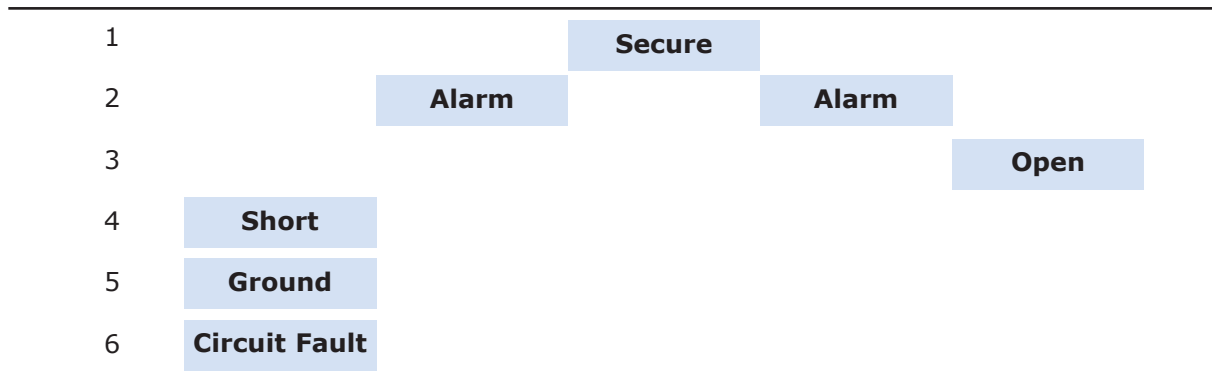 1 Secure
2 Alarm Alarm
3 Open
4 Short
5 Ground
6 Circuit Fault